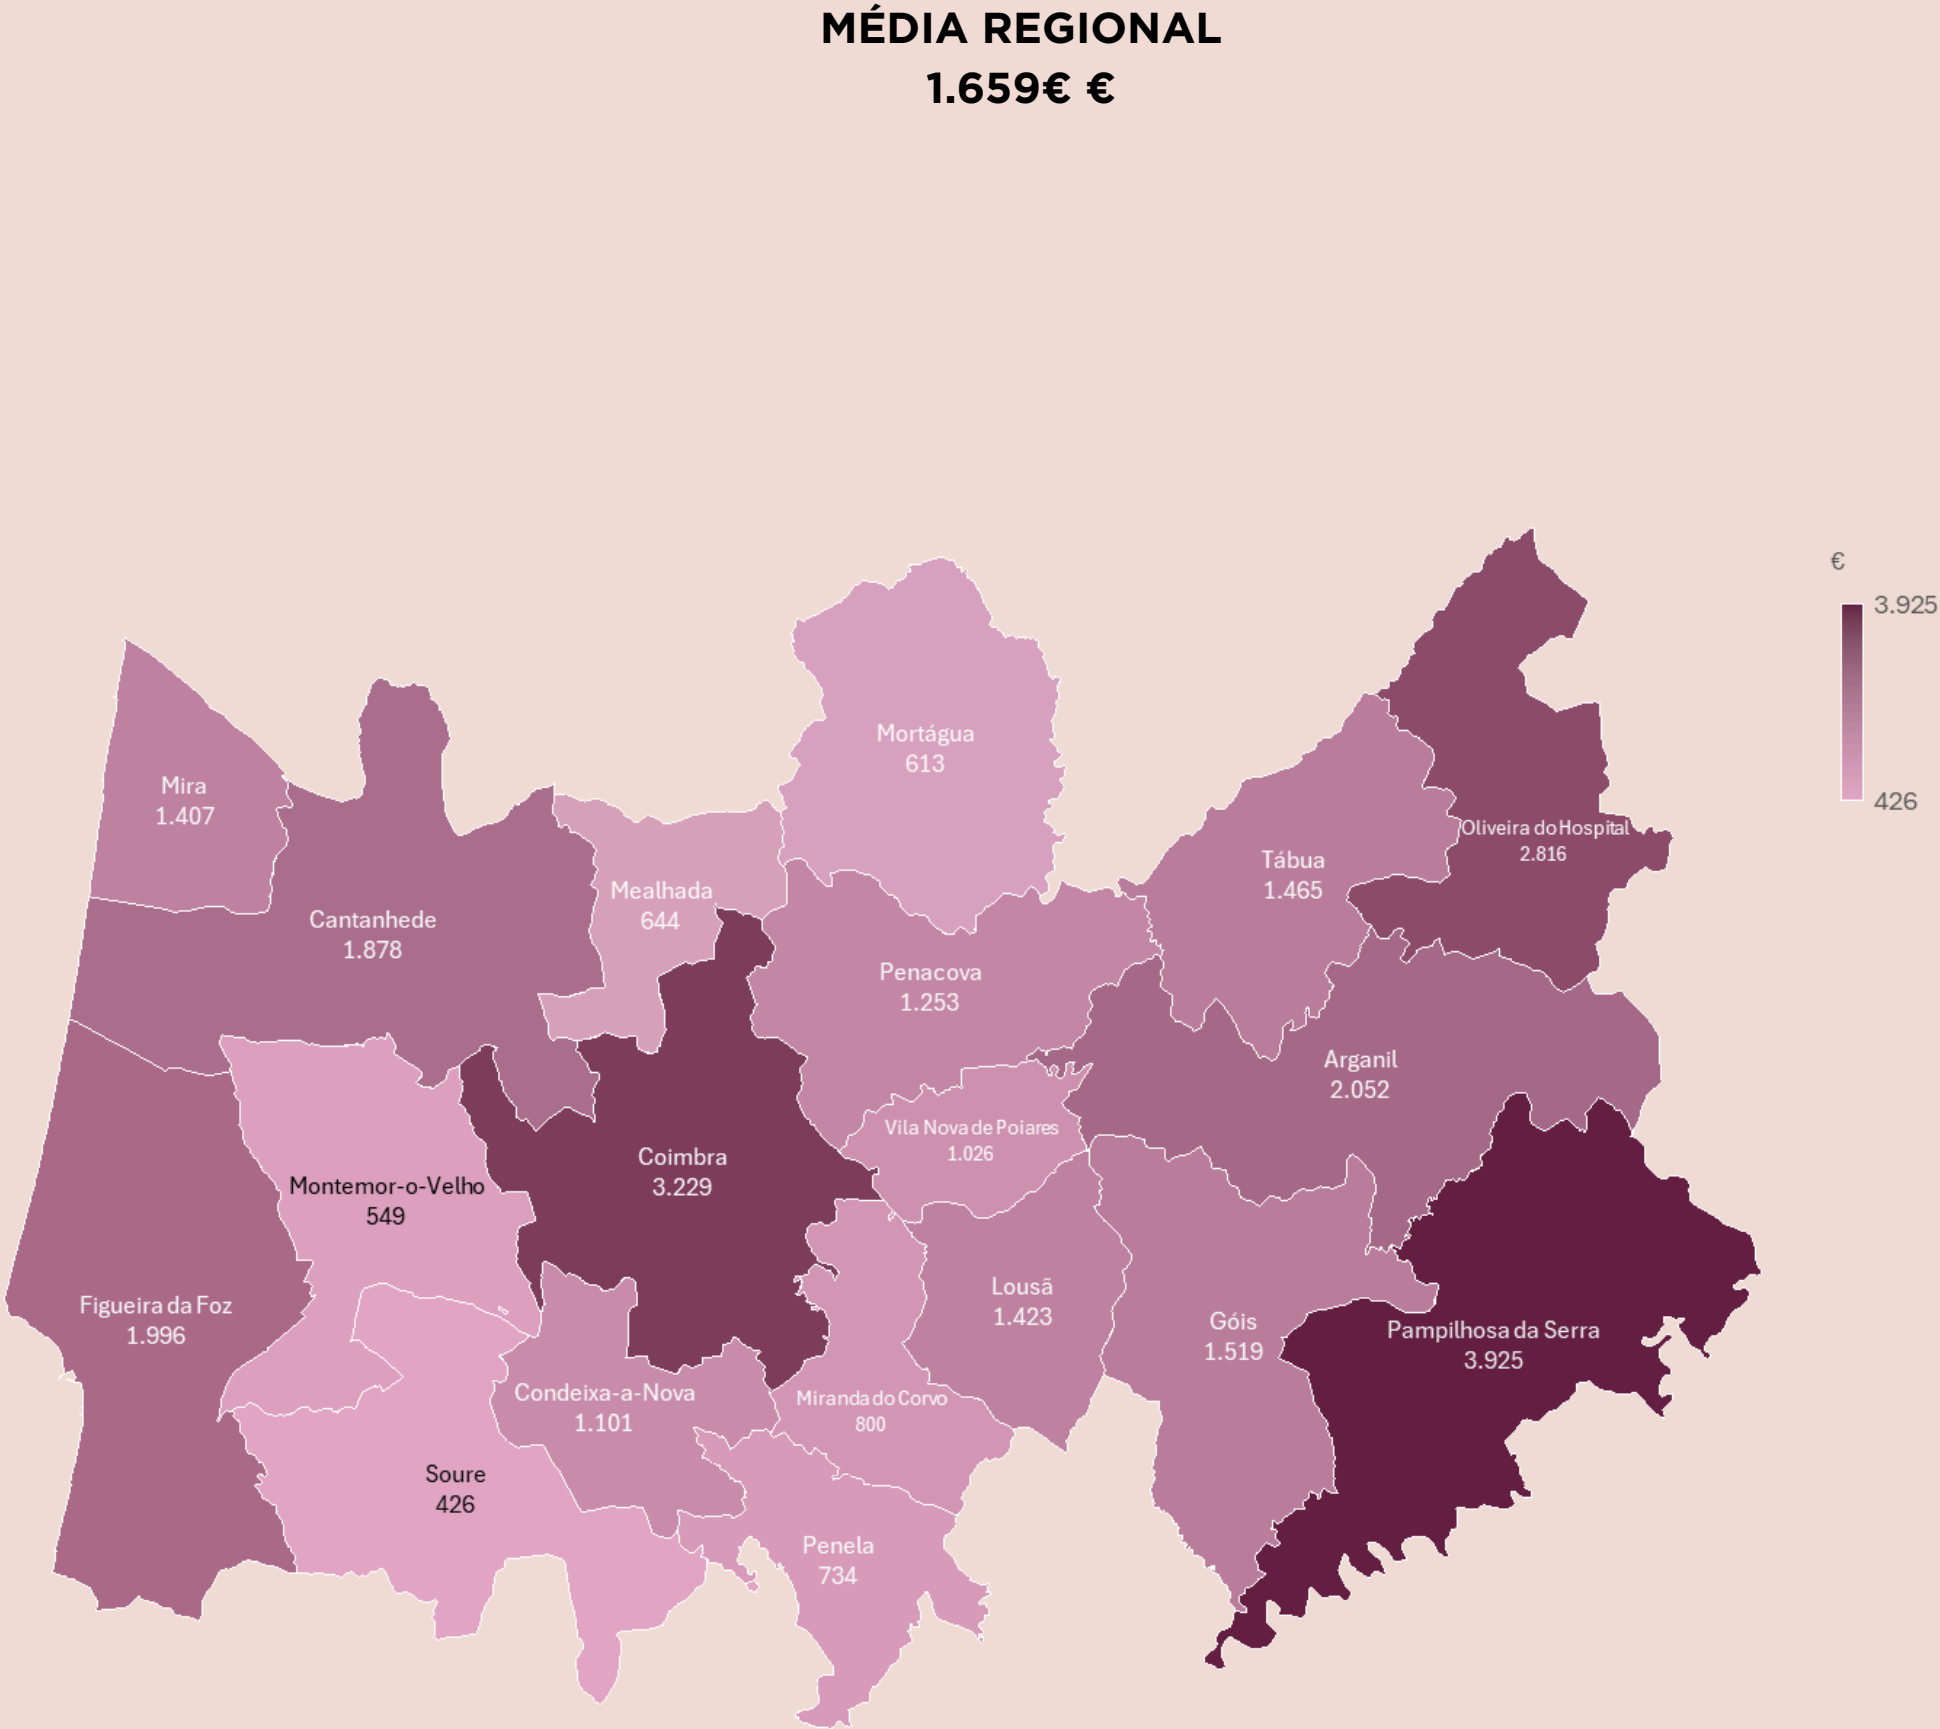 MÉDIA REGIONAL
1.659€ €
€
3.925
426
Mortágua
613
Mira
1.407
Oliveira do Hospital
2.816
Tábua
1.465
Mealhada
644
Cantanhede
1.878
Penacova
1.253
Arganil
2.052
Vila Nova de Poiares
1.026
Coimbra
3.229
Montemor-o-Velho
549
Lousã
1.423
Figueira da Foz
1.996
Góis
1.519
Pampilhosa da Serra
3.925
Condeixa-a-Nova
1.101
Miranda do Corvo
800
Soure
426
Penela
734